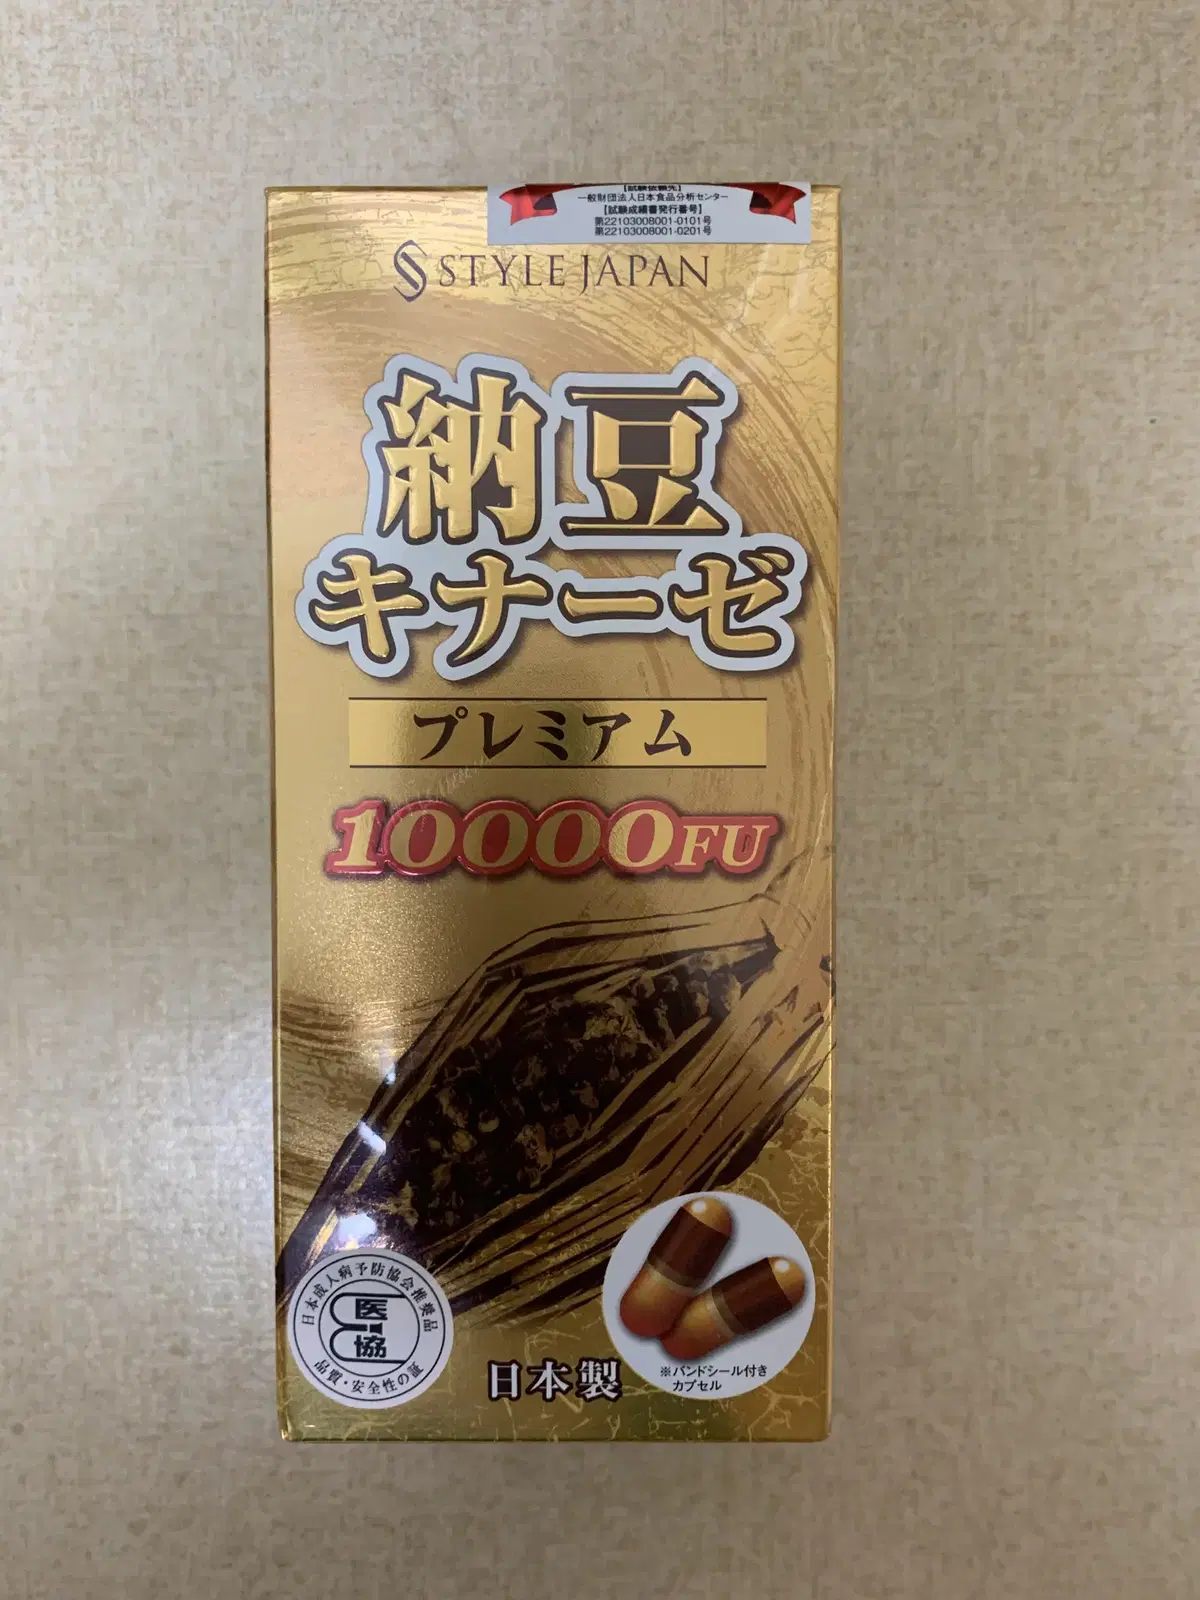 【試験依頼先】
一般財団法人日本食品分析センター
【試験成績書発行番号】
第22103008001-0101号
第22103008001-0201号
STYLE JAPAN
納豆
キナーゼ
プレミアム
10000FU
日本成人病予防協会推奨品
医
協
品質・安全性の証
日本製
※バンドシール付き
カプセル